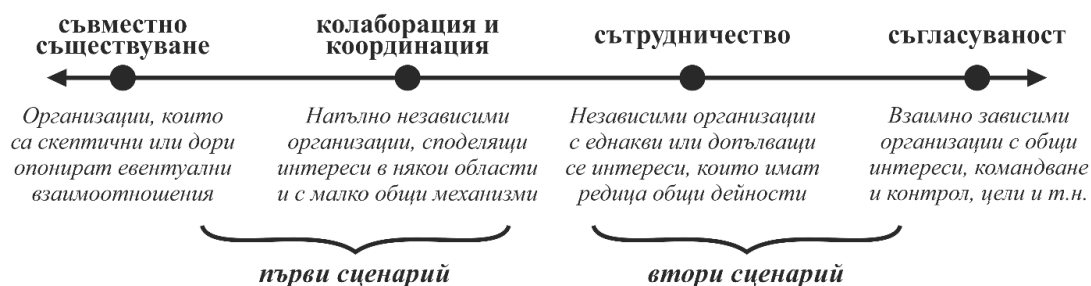 съвместно
съществуване
колаборация и
координация
сътрудничество
съгласуваност
Организации, които
са скептични или дори
опонират евентуални
взаимоотношения
Напълно независими
организации, споделящи
интереси в някои области
и с малко общи механизми
Независими организации
с еднакви или допълващи
се интереси, които имат
редица общи дейности
Взаимно зависими
организации с общи
интереси, командване
и контрол, цели и т.н.
първи сценарий
втори сценарий